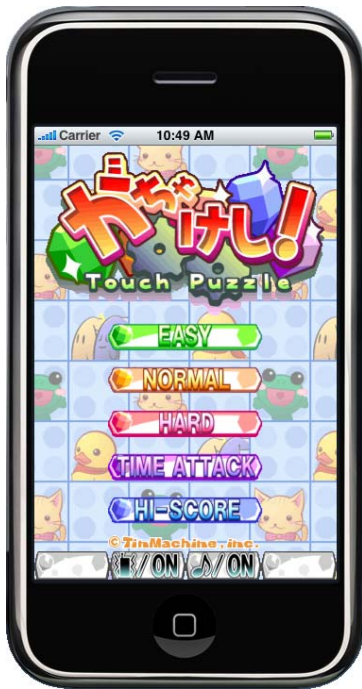 Carrier 10:49 AM
がちゃ
けし!
Touch Puzzle
EASY
NORMAL
HARD
TIME ATTACK
HI-SCORE
© TinMachine,inc.
/ON ♪/ON